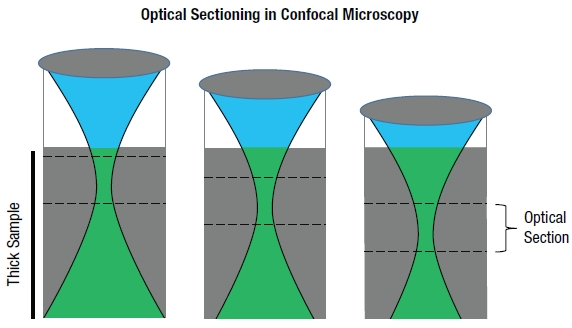 Optical Sectioning in Confocal Microscopy
Thick Sample
Optical
Section